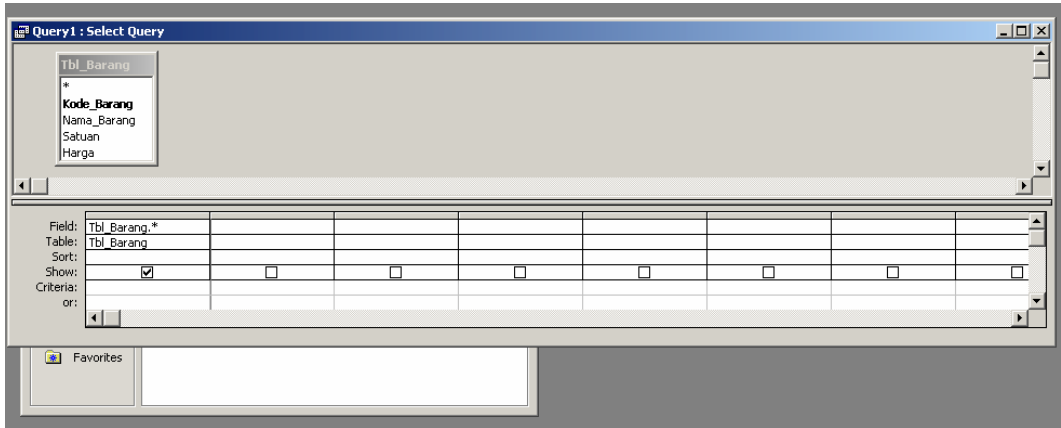 Query1 : Select Query
Tbl_Barang
*
Kode_Barang
Nama_Barang
Satuan
Harga
Field: Tbl_Barang.*
Table: Tbl_Barang
Sort:
Show:
Criteria:
or:
Favorites